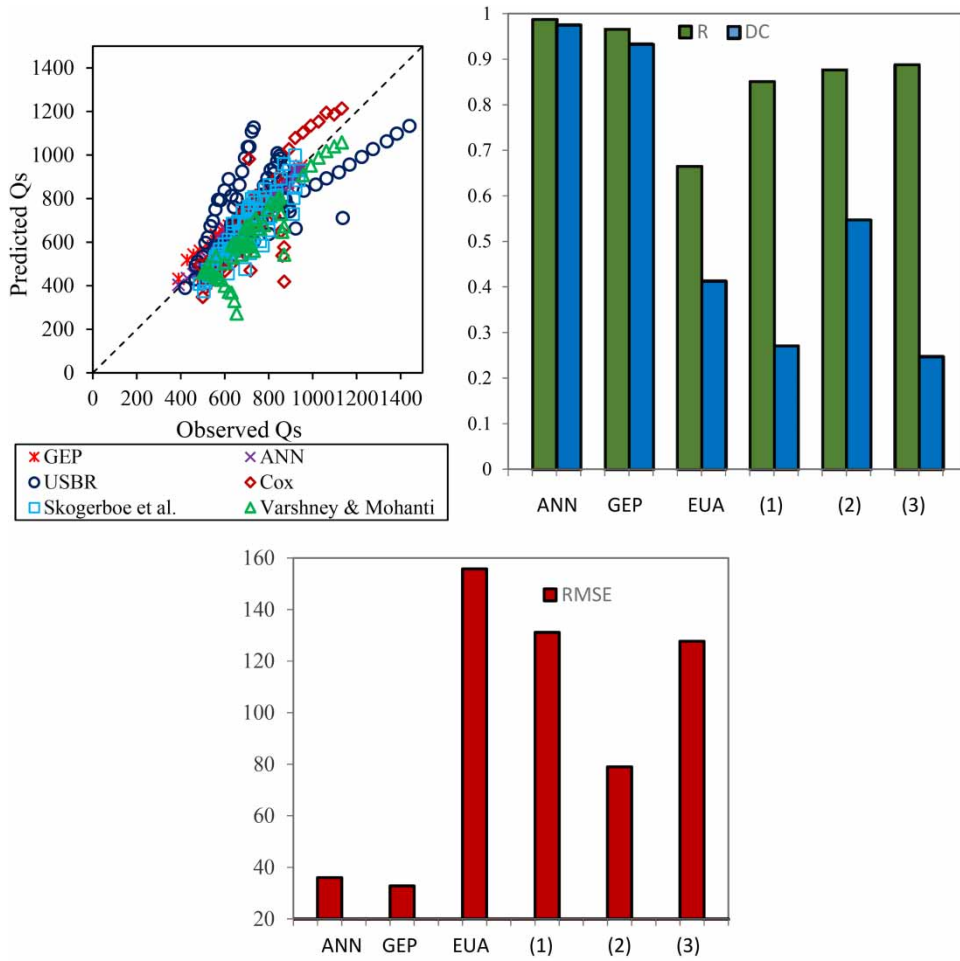 1400
1200
1000
800
600
400
200
0
Predicted Qs
0 200 400 600 800 1000 1200 1400
Observed Qs
GEP ANN
USBR Cox
Skogerboe et al. Varshney & Mohanti
R DC
1
0.9
0.8
0.7
0.6
0.5
0.4
0.3
0.2
0.1
0
ANN GEP EUA (1) (2) (3)
RMSE
160
140
120
100
80
60
40
20
ANN GEP EUA (1) (2) (3)